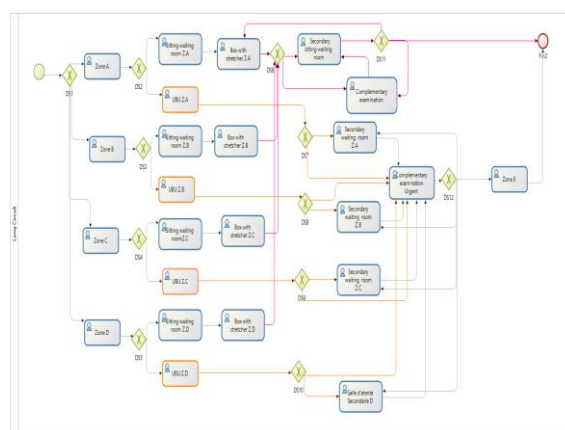 Long Circuit
DS1
Zone A
DS2
Sitting waiting
room Z.A
Box with
stretcher Z.A
DS6
Secondary
sitting waiting
room
DS11
Fin2
Complementary
examination
UBU Z.A
DS7
Secondary
waiting room
Z.A
Zone B
DS3
Sitting waiting
room Z.B
Box with
stretcher Z.B
UBU Z.B
DS8
Complementary
examination
Urgent
DS12
Zone E
Secondary
waiting room
Z.B
Zone C
DS4
Sitting waiting
room Z.C
Box with
stretcher Z.C
UBU Z.C
DS9
Secondary
waiting room
Z.C
Zone D
DS5
Sitting waiting
room Z.D
Box with
stretcher Z.D
UBU Z.D
DS10
Salle d'atente
Secondaire D